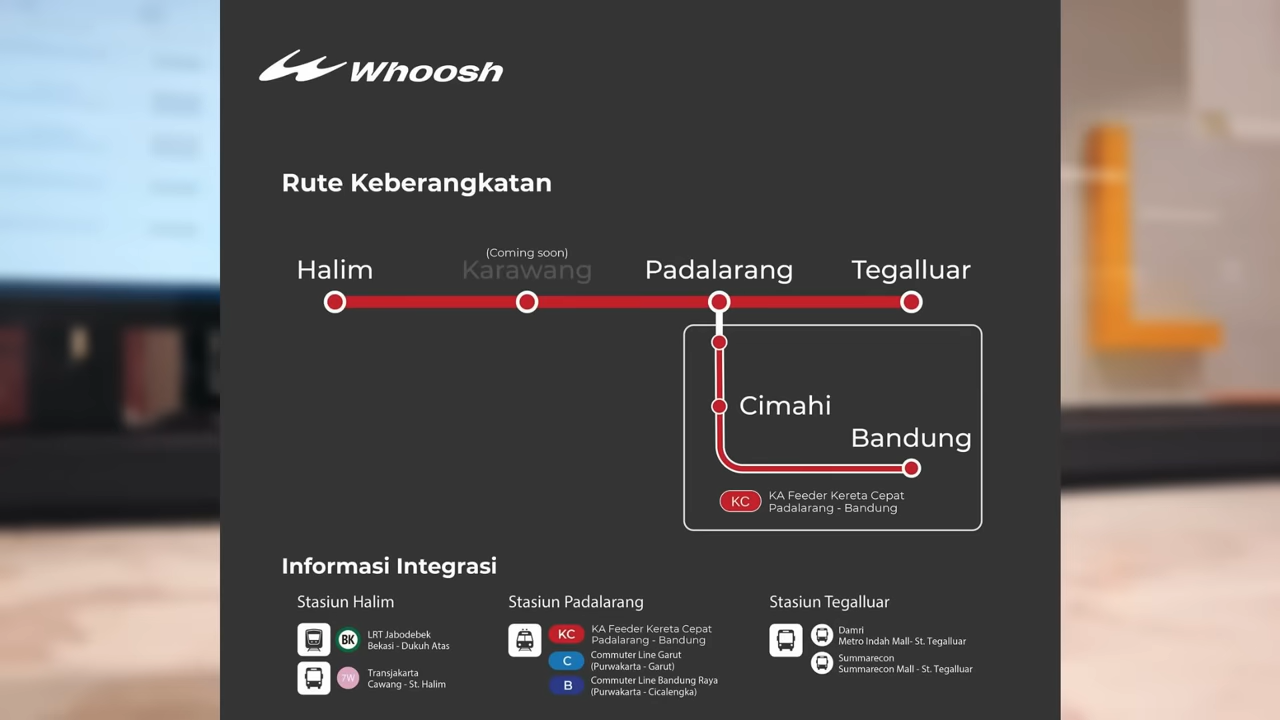 Whoosh
Rute Keberangkatan
(Coming soon)
Halim
Karawang
Padalarang
Tegalluar
Cimahi
Bandung
KC
KA Feeder Kereta Cepat
Padalarang - Bandung
Informasi Integrasi
Stasiun Halim
BK
LRT Jabodebek
Bekasi - Dukuh Atas
7W
Transjakarta
Cawang - St. Halim
Stasiun Padalarang
KC
KA Feeder Kereta Cepat
Padalarang - Bandung
C
Commuter Line Garut
(Purwakarta - Garut)
B
Commuter Line Bandung Raya
(Purwakarta - Cicalengka)
Stasiun Tegalluar
Damri
Metro Indah Mall- St. Tegalluar
Summarecon
Summarecon Mall - St. Tegalluar